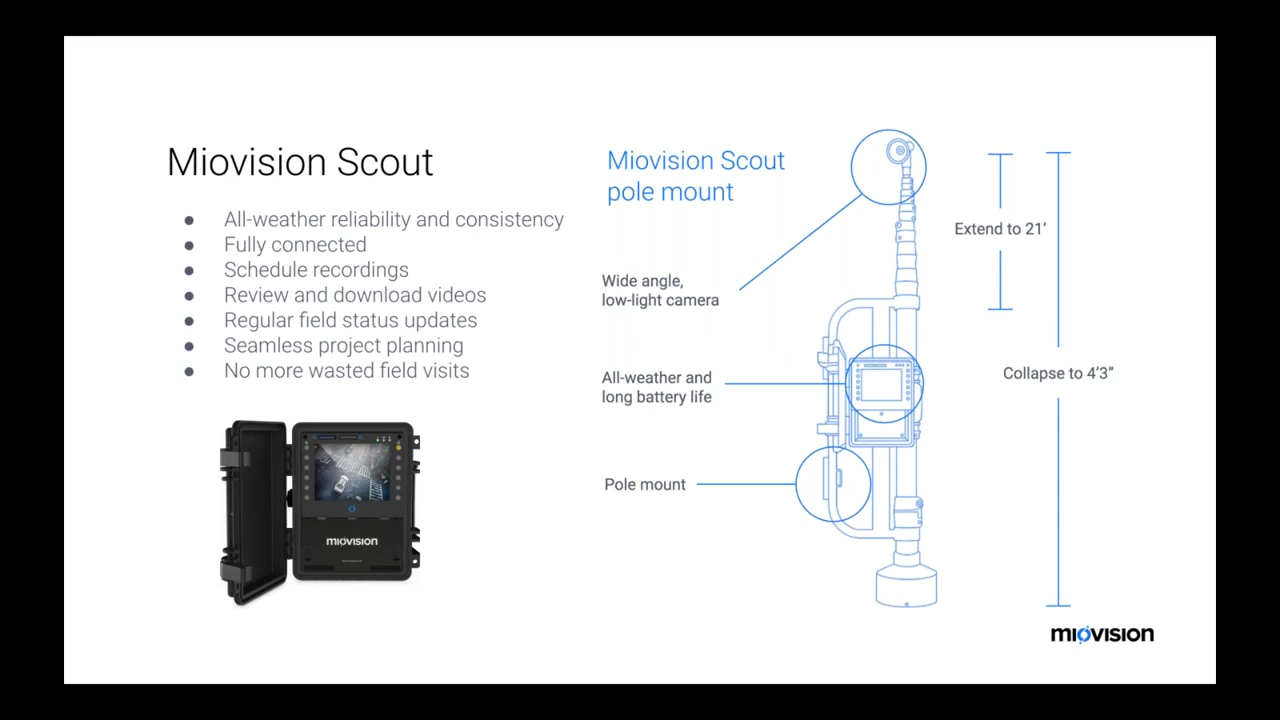 Miovision Scout
● All-weather reliability and consistency
● Fully connected
● Schedule recordings
● Review and download videos
● Regular field status updates
● Seamless project planning
● No more wasted field visits
miovision
Miovision Scout
pole mount
Wide angle,
low-light camera
All-weather and
long battery life
Pole mount
Extend to 21’
Collapse to 4’3”
miovision